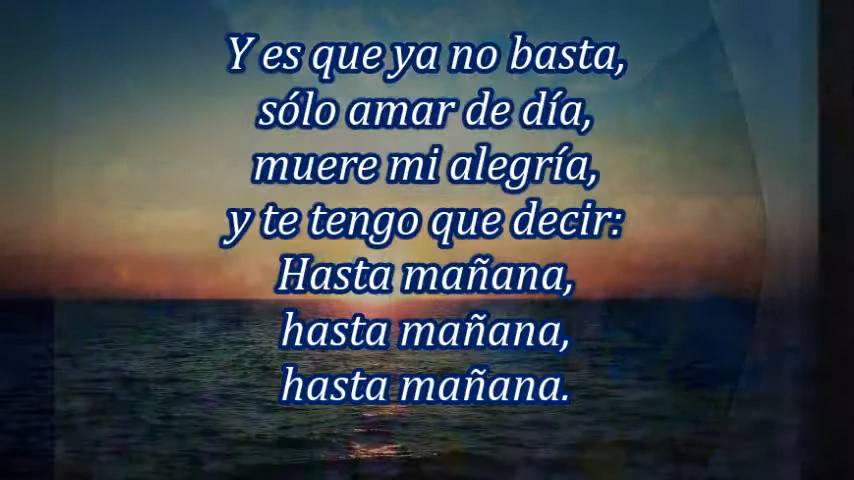 Y es que ya no basta,
sólo amar de día,
muere mi alegría,
y te tengo que decir:
Hasta mañana,
hasta mañana,
hasta mañana.